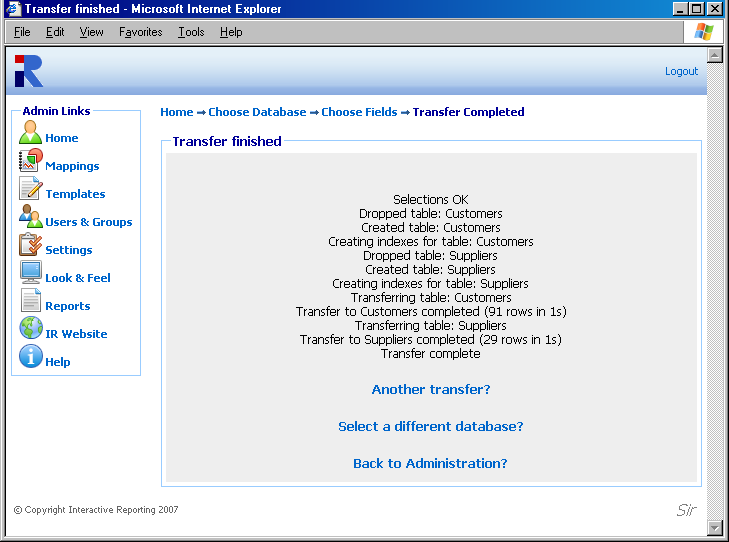 Transfer finished - Microsoft Internet Explorer
File Edit View Favorites Tools Help
iR
Logout
Admin Links
Home
Mappings
Templates
Users & Groups
Settings
Look & Feel
Reports
IR Website
Help
Home → Choose Database → Choose Fields → Transfer Completed
Transfer finished
Selections OK
Dropped table: Customers
Created table: Customers
Creating indexes for table: Customers
Dropped table: Suppliers
Created table: Suppliers
Creating indexes for table: Suppliers
Transferring table: Customers
Transfer to Customers completed (91 rows in 1s)
Transferring table: Suppliers
Transfer to Suppliers completed (29 rows in 1s)
Transfer complete
Another transfer?
Select a different database?
Back to Administration?
© Copyright Interactive Reporting 2007
Sir